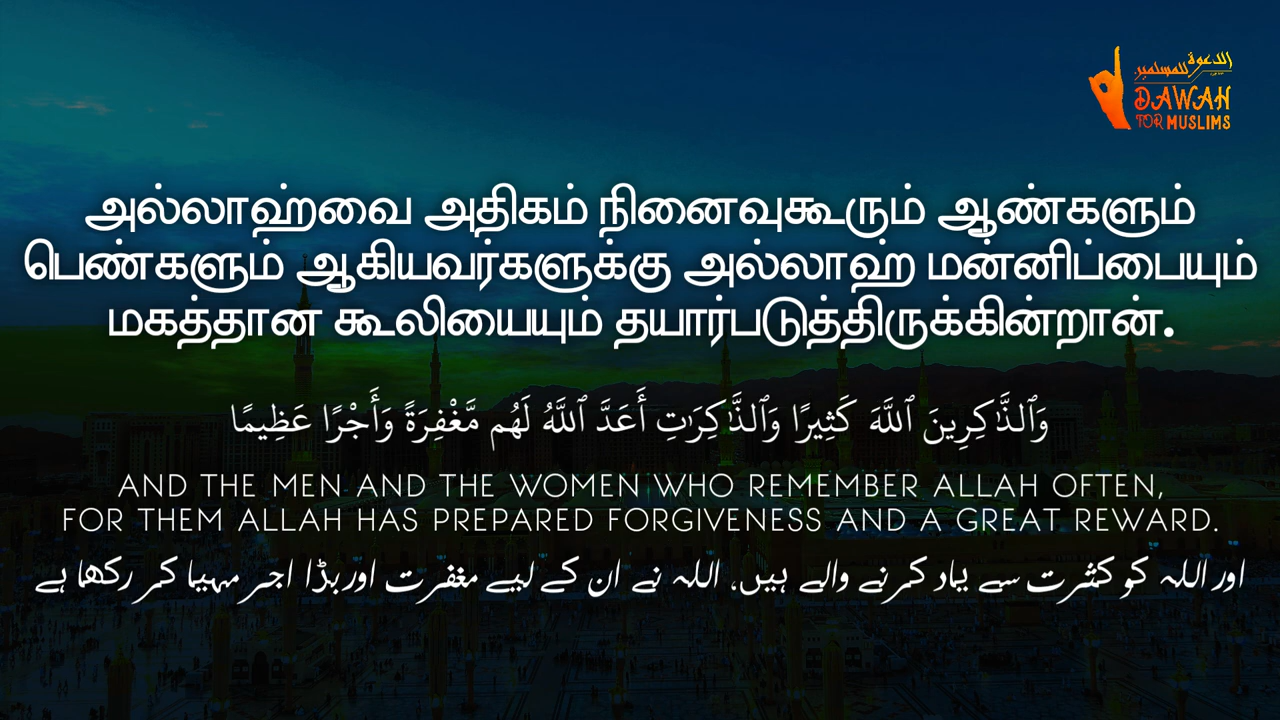 الدعوة للمسلمين
DAWAH
FOR MUSLIMS
அல்லாஹ்வை அதிகம் நினைவுகூரும் ஆண்களும்
பெண்களும் ஆகியவர்களுக்கு அல்லாஹ் மன்னிப்பையும்
மகத்தான கூலியையும் தயார்படுத்திருக்கின்றான்.
وَٱلذَّٰكِرِينَ ٱللَّهَ كَثِيرًا وَٱلذَّٰكِرَٰتِ أَعَدَّ ٱللَّهُ لَهُم مَّغْفِرَةً وَأَجْرًا عَظِيمًا
AND THE MEN AND THE WOMEN WHO REMEMBER ALLAH OFTEN,
FOR THEM ALLAH HAS PREPARED FORGIVENESS AND A GREAT REWARD.
اور اللہ کو کثرت سے یاد کرنے والے ہیں، اللہ نے ان کے لیے مغفرت اور بڑا اجر مہیا کر رکھا ہے